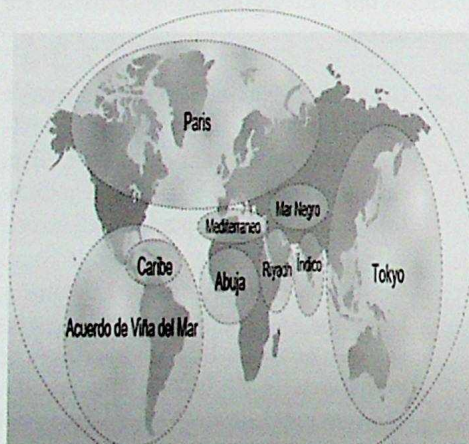 Paris
Mar Negro
Mediterraneo
Caribe
Abuja
Riyadh
Indico
Tokyo
Acuerdo de Viña del Mar